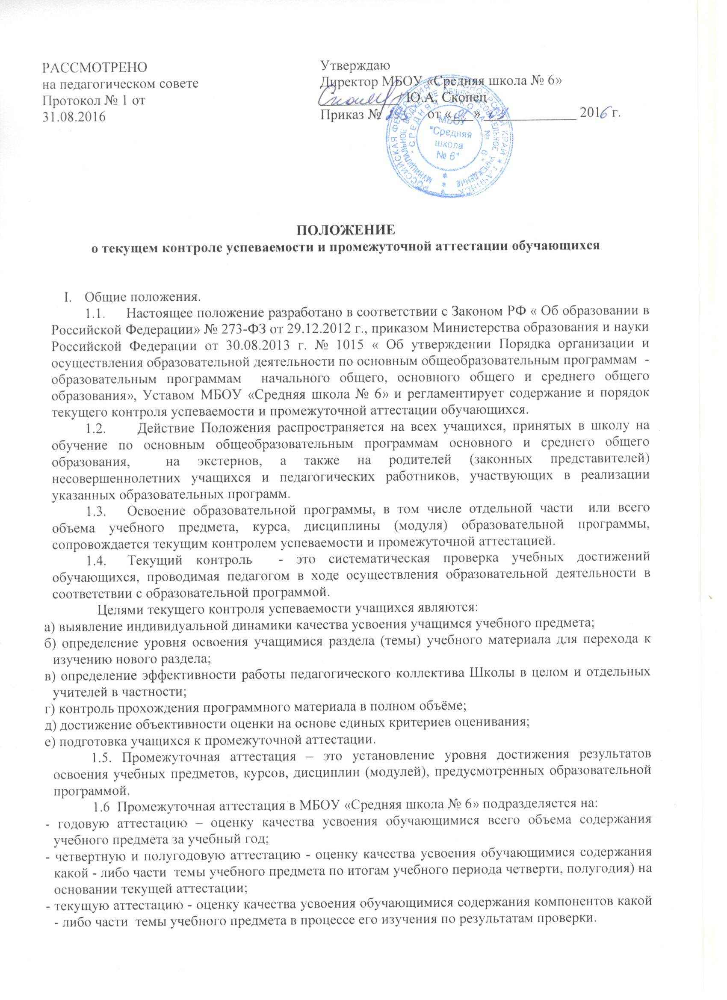 РАССМОТРЕНО
на педагогическом совете
Протокол № 1 от
31.08.2016
Утверждаю
Директор МБОУ «Средняя школа № 6»
/ Ю.А. Скопец
Приказ № от «01» 09 2016 г.
РОССИЙСКАЯ ФЕДЕРАЦИЯ * КРАСНОЯРСКИЙ КРАЙ * Г.АЧИНСК
МУНИЦИПАЛЬНОЕ БЮДЖЕТНОЕ ОБЩЕОБРАЗОВАТЕЛЬНОЕ УЧРЕЖДЕНИЕ
"СРЕДНЯЯ ШКОЛА № 6"
МБОУ
"Средняя
школа
№ 6"
ПОЛОЖЕНИЕ
о текущем контроле успеваемости и промежуточной аттестации обучающихся
I. Общие положения.
1.1. Настоящее положение разработано в соответствии с Законом РФ « Об образовании в
Российской Федерации» № 273-ФЗ от 29.12.2012 г., приказом Министерства образования и науки
Российской Федерации от 30.08.2013 г. № 1015 « Об утверждении Порядка организации и
осуществления образовательной деятельности по основным общеобразовательным программам -
образовательным программам начального общего, основного общего и среднего общего
образования», Уставом МБОУ «Средняя школа № 6» и регламентирует содержание и порядок
текущего контроля успеваемости и промежуточной аттестации обучающихся.
1.2. Действие Положения распространяется на всех учащихся, принятых в школу на
обучение по основным общеобразовательным программам основного и среднего общего
образования, на экстернов, а также на родителей (законных представителей)
несовершеннолетних учащихся и педагогических работников, участвующих в реализации
указанных образовательных программ.
1.3. Освоение образовательной программы, в том числе отдельной части или всего
объема учебного предмета, курса, дисциплины (модуля) образовательной программы,
сопровождается текущим контролем успеваемости и промежуточной аттестацией.
1.4. Текущий контроль - это систематическая проверка учебных достижений
обучающихся, проводимая педагогом в ходе осуществления образовательной деятельности в
соответствии с образовательной программой.
Целями текущего контроля успеваемости учащихся являются:
а) выявление индивидуальной динамики качества усвоения учащимся учебного предмета;
б) определение уровня освоения учащимися раздела (темы) учебного материала для перехода к
изучению нового раздела;
в) определение эффективности работы педагогического коллектива Школы в целом и отдельных
учителей в частности;
г) контроль прохождения программного материала в полном объёме;
д) достижение объективности оценки на основе единых критериев оценивания;
е) подготовка учащихся к промежуточной аттестации.
1.5. Промежуточная аттестация – это установление уровня достижения результатов
освоения учебных предметов, курсов, дисциплин (модулей), предусмотренных образовательной
программой.
1.6 Промежуточная аттестация в МБОУ «Средняя школа № 6» подразделяется на:
- годовую аттестацию – оценку качества усвоения обучающимися всего объема содержания
учебного предмета за учебный год;
- четвертную и полугодовую аттестацию - оценку качества усвоения обучающимися содержания
какой - либо части темы учебного предмета по итогам учебного периода четверти, полугодия) на
основании текущей аттестации;
- текущую аттестацию - оценку качества усвоения обучающимися содержания компонентов какой
- либо части темы учебного предмета в процессе его изучения по результатам проверки.